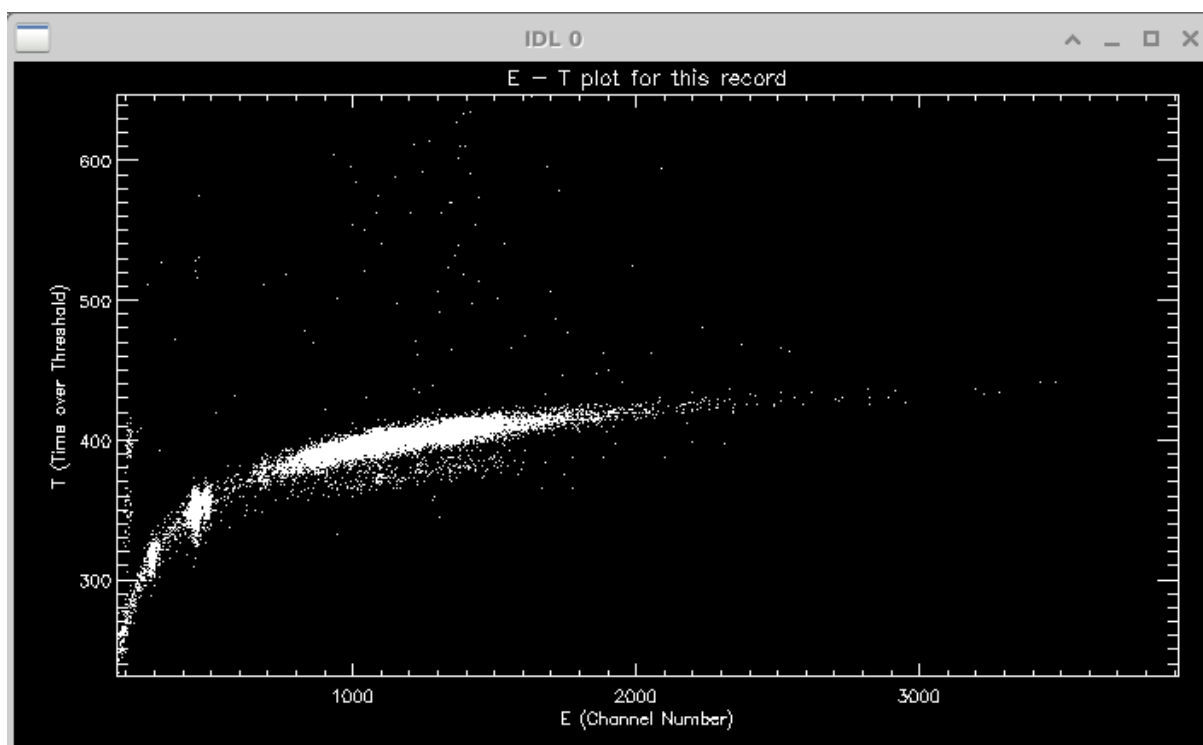 IDL 0
E - T plot for this record
600
500
400
300
T (Time over Threshold)
1000 2000 3000
E (Channel Number)